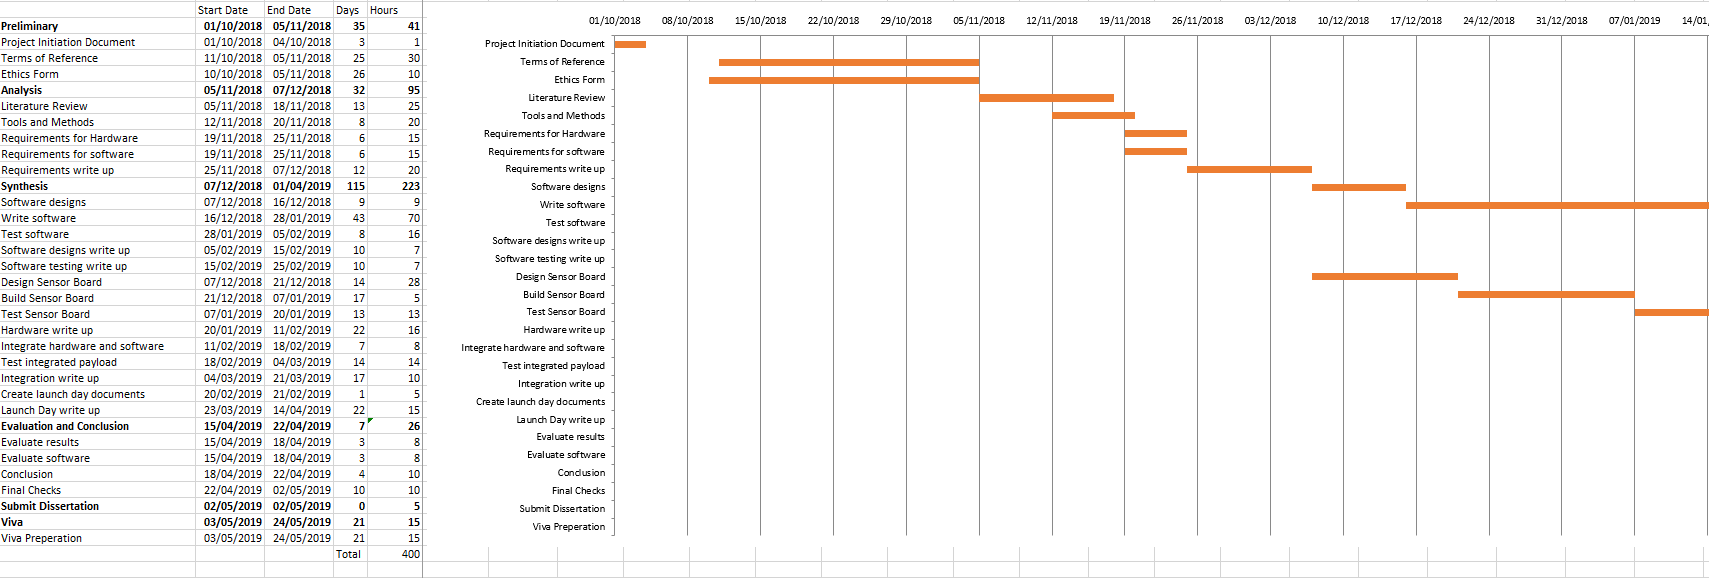 Start Date End Date Days Hours
Preliminary 01/10/2018 05/11/2018 35 41
Project Initiation Document 01/10/2018 04/10/2018 3 1
Terms of Reference 11/10/2018 05/11/2018 25 30
Ethics Form 10/10/2018 05/11/2018 26 10
Analysis 05/11/2018 07/12/2018 32 95
Literature Review 05/11/2018 18/11/2018 13 25
Tools and Methods 12/11/2018 20/11/2018 8 20
Requirements for Hardware 19/11/2018 25/11/2018 6 15
Requirements for software 19/11/2018 25/11/2018 6 15
Requirements write up 25/11/2018 07/12/2018 12 20
Synthesis 07/12/2018 01/04/2019 115 223
Software designs 07/12/2018 16/12/2018 9 9
Write software 16/12/2018 28/01/2019 43 70
Test software 28/01/2019 05/02/2019 8 16
Software designs write up 05/02/2019 15/02/2019 10 7
Software testing write up 15/02/2019 25/02/2019 10 7
Design Sensor Board 07/12/2018 21/12/2018 14 28
Build Sensor Board 21/12/2018 07/01/2019 17 5
Test Sensor Board 07/01/2019 20/01/2019 13 13
Hardware write up 20/01/2019 11/02/2019 22 16
Integrate hardware and software 11/02/2019 18/02/2019 7 8
Test integrated payload 18/02/2019 04/03/2019 14 14
Integration write up 04/03/2019 21/03/2019 17 10
Create launch day documents 20/02/2019 21/02/2019 1 5
Launch Day write up 23/03/2019 14/04/2019 22 15
Evaluation and Conclusion 15/04/2019 22/04/2019 7 26
Evaluate results 15/04/2019 18/04/2019 3 8
Evaluate software 15/04/2019 18/04/2019 3 8
Conclusion 18/04/2019 22/04/2019 4 10
Final Checks 22/04/2019 02/05/2019 10 10
Submit Dissertation 02/05/2019 02/05/2019 0 5
Viva 03/05/2019 24/05/2019 21 15
Viva Preperation 03/05/2019 24/05/2019 21 15
Total 400
01/10/2018 08/10/2018 15/10/2018 22/10/2018 29/10/2018 05/11/2018 12/11/2018 19/11/2018 26/11/2018 03/12/2018 10/12/2018 17/12/2018 24/12/2018 31/12/2018 07/01/2019 14/01,
Project Initiation Document
Terms of Reference
Ethics Form
Literature Review
Tools and Methods
Requirements for Hardware
Requirements for software
Requirements write up
Software designs
Write software
Test software
Software designs write up
Software testing write up
Design Sensor Board
Build Sensor Board
Test Sensor Board
Hardware write up
Integrate hardware and software
Test integrated payload
Integration write up
Create launch day documents
Launch Day write up
Evaluate results
Evaluate software
Conclusion
Final Checks
Submit Dissertation
Viva Preperation